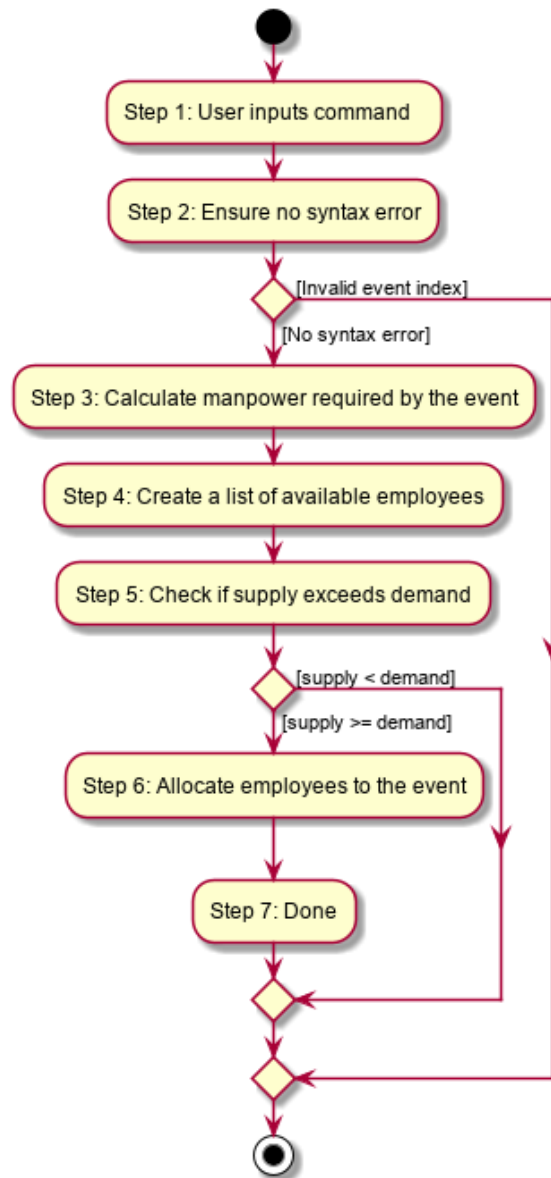 Step 1: User inputs command
Step 2: Ensure no syntax error
[Invalid event index]
[No syntax error]
Step 3: Calculate manpower required by the event
Step 4: Create a list of available employees
Step 5: Check if supply exceeds demand
[supply < demand]
[supply >= demand]
Step 6: Allocate employees to the event
Step 7: Done